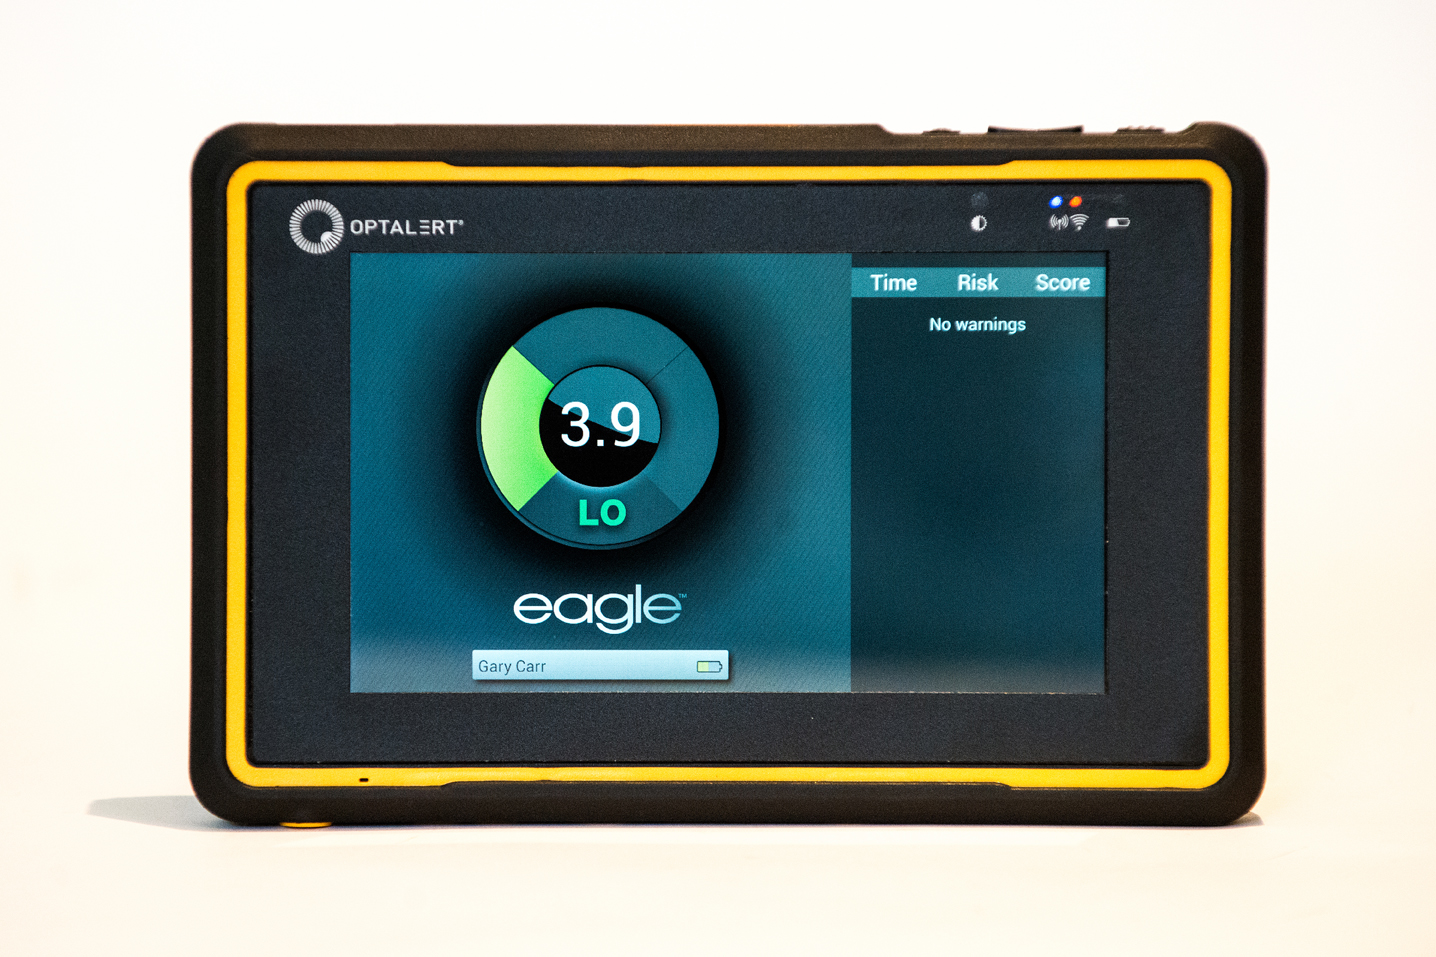 OPTALERT®
Time Risk Score
No warnings
3.9
LO
eagle™
Gary Carr